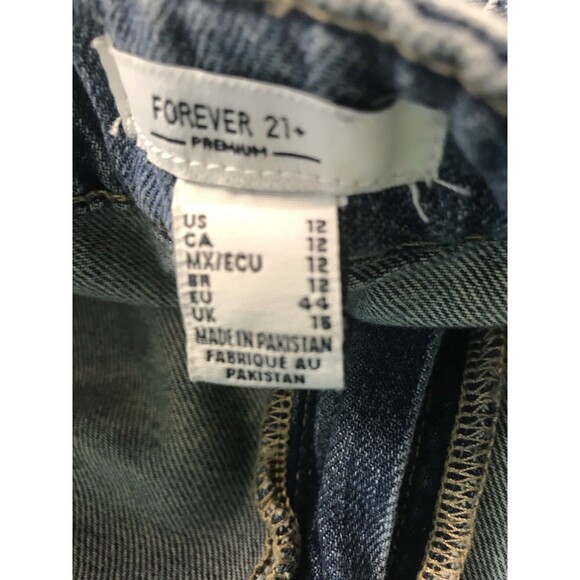 FOREVER 21+
PREMIUM
US 12
CA 12
MX/ECU 12
BR 12
EU 44
UK 16
MADE IN PAKISTAN
FABRIQUÉ AU
PAKISTAN